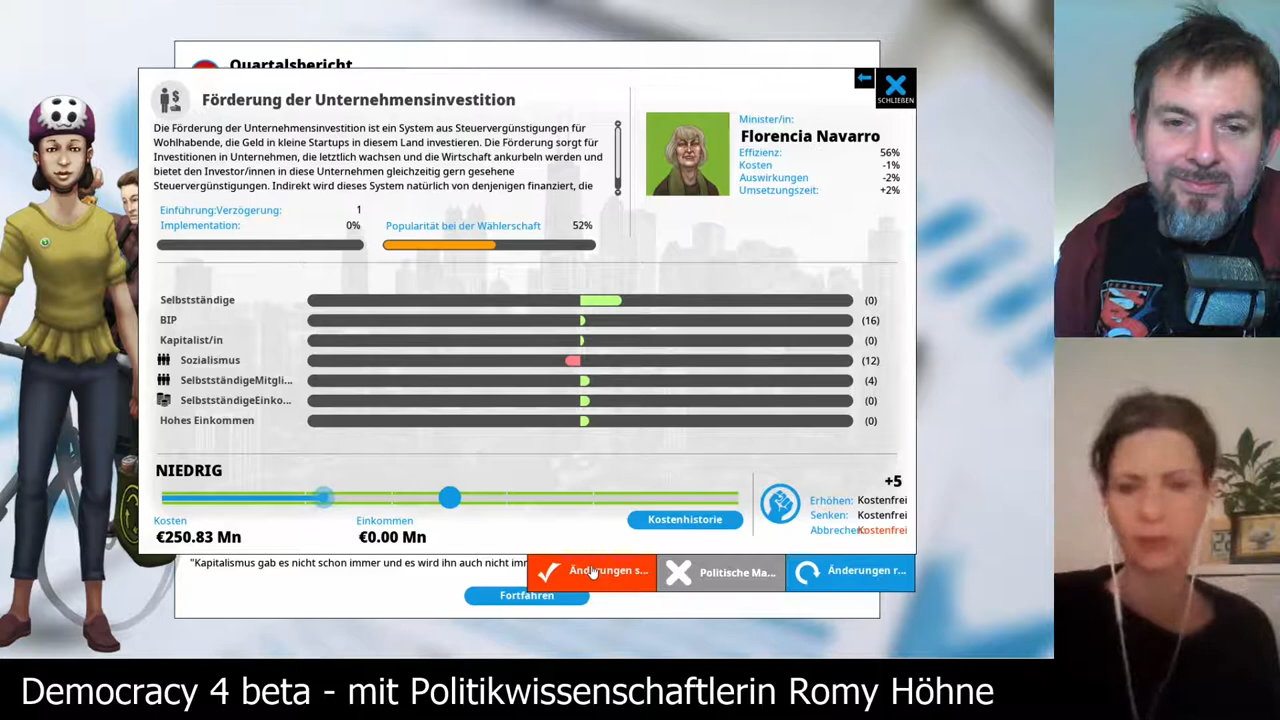 Quartalsbericht
Förderung der Unternehmensinvestition
SCHLIEßEN
Die Förderung der Unternehmensinvestition ist ein System aus Steuervergünstigungen für
Wohlhabende, die Geld in kleine Startups in diesem Land investieren. Die Förderung sorgt für
Investitionen in Unternehmen, die letztlich wachsen und die Wirtschaft ankurbeln werden und
bietet den Investor/innen in diese Unternehmen gleichzeitig gern gesehene
Steuervergünstigungen. Indirekt wird dieses System natürlich von denjenigen finanziert, die
Minister/in:
Florencia Navarro
Effizienz: 56%
Kosten -1%
Auswirkungen -2%
Umsetzungszeit: +2%
Einführung:Verzögerung: 1
Implementation: 0%
Popularität bei der Wählerschaft 52%
Selbstständige (0)
BIP (16)
Kapitalist/in (0)
Sozialismus (12)
SelbstständigeMitgli... (4)
SelbstständigeEinko... (0)
Hohes Einkommen (0)
NIEDRIG
Kosten
€250.83 Mn
Einkommen
€0.00 Mn
Kostenhistorie
+5
Erhöhen: Kostenfrei
Senken: Kostenfrei
Abbrechen Kostenfrei
"Kapitalismus gab es nicht schon immer und es wird ihn auch nicht imm
Änderungen s...
Politische Ma...
Änderungen r...
Fortfahren
Democracy 4 beta - mit Politikwissenschaftlerin Romy Höhne